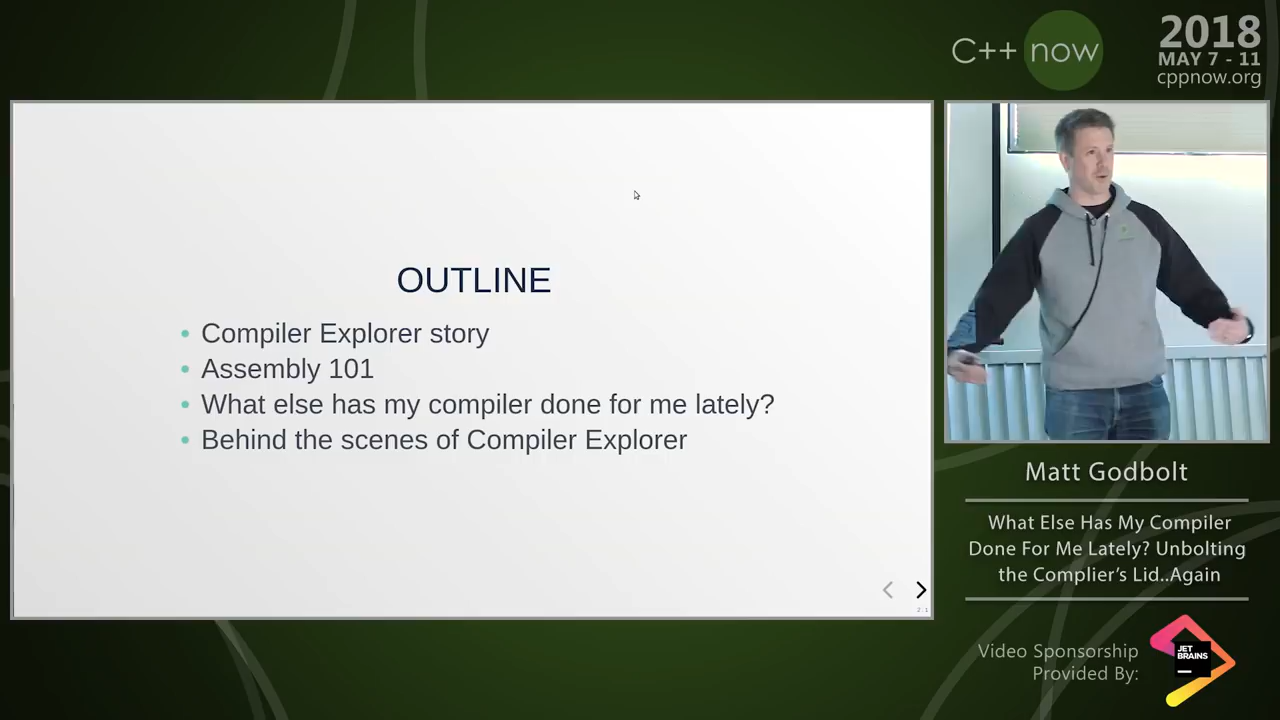 C++ now
2018
MAY 7 - 11
cppnow.org
OUTLINE
Compiler Explorer story
Assembly 101
What else has my compiler done for me lately?
Behind the scenes of Compiler Explorer
2.1
Matt Godbolt
What Else Has My Compiler
Done For Me Lately? Unbolting
the Complier's Lid..Again
Video Sponsorship
Provided By:
JET
BRAINS